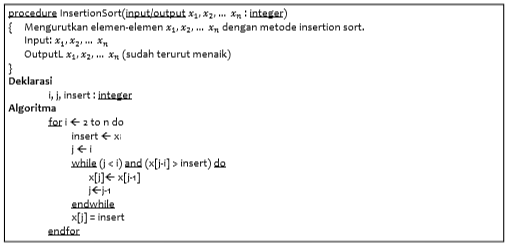 procedure InsertionSort(input/output x₁, x₂, ... xₙ : integer)
{ Mengurutkan elemen-elemen x₁, x₂, ... xₙ dengan metode insertion sort.
Input: x₁, x₂, ... xₙ
OutputL x₁, x₂, ... xₙ (sudah terurut menaik)
}
Deklarasi
i, j, insert : integer
Algoritma
for i ← 2 to n do
insert ← xᵢ
j ← i
while (j < i) and (x[j-i] > insert) do
x[j] ← x[j-1]
j←j-1
endwhile
x[j] = insert
endfor